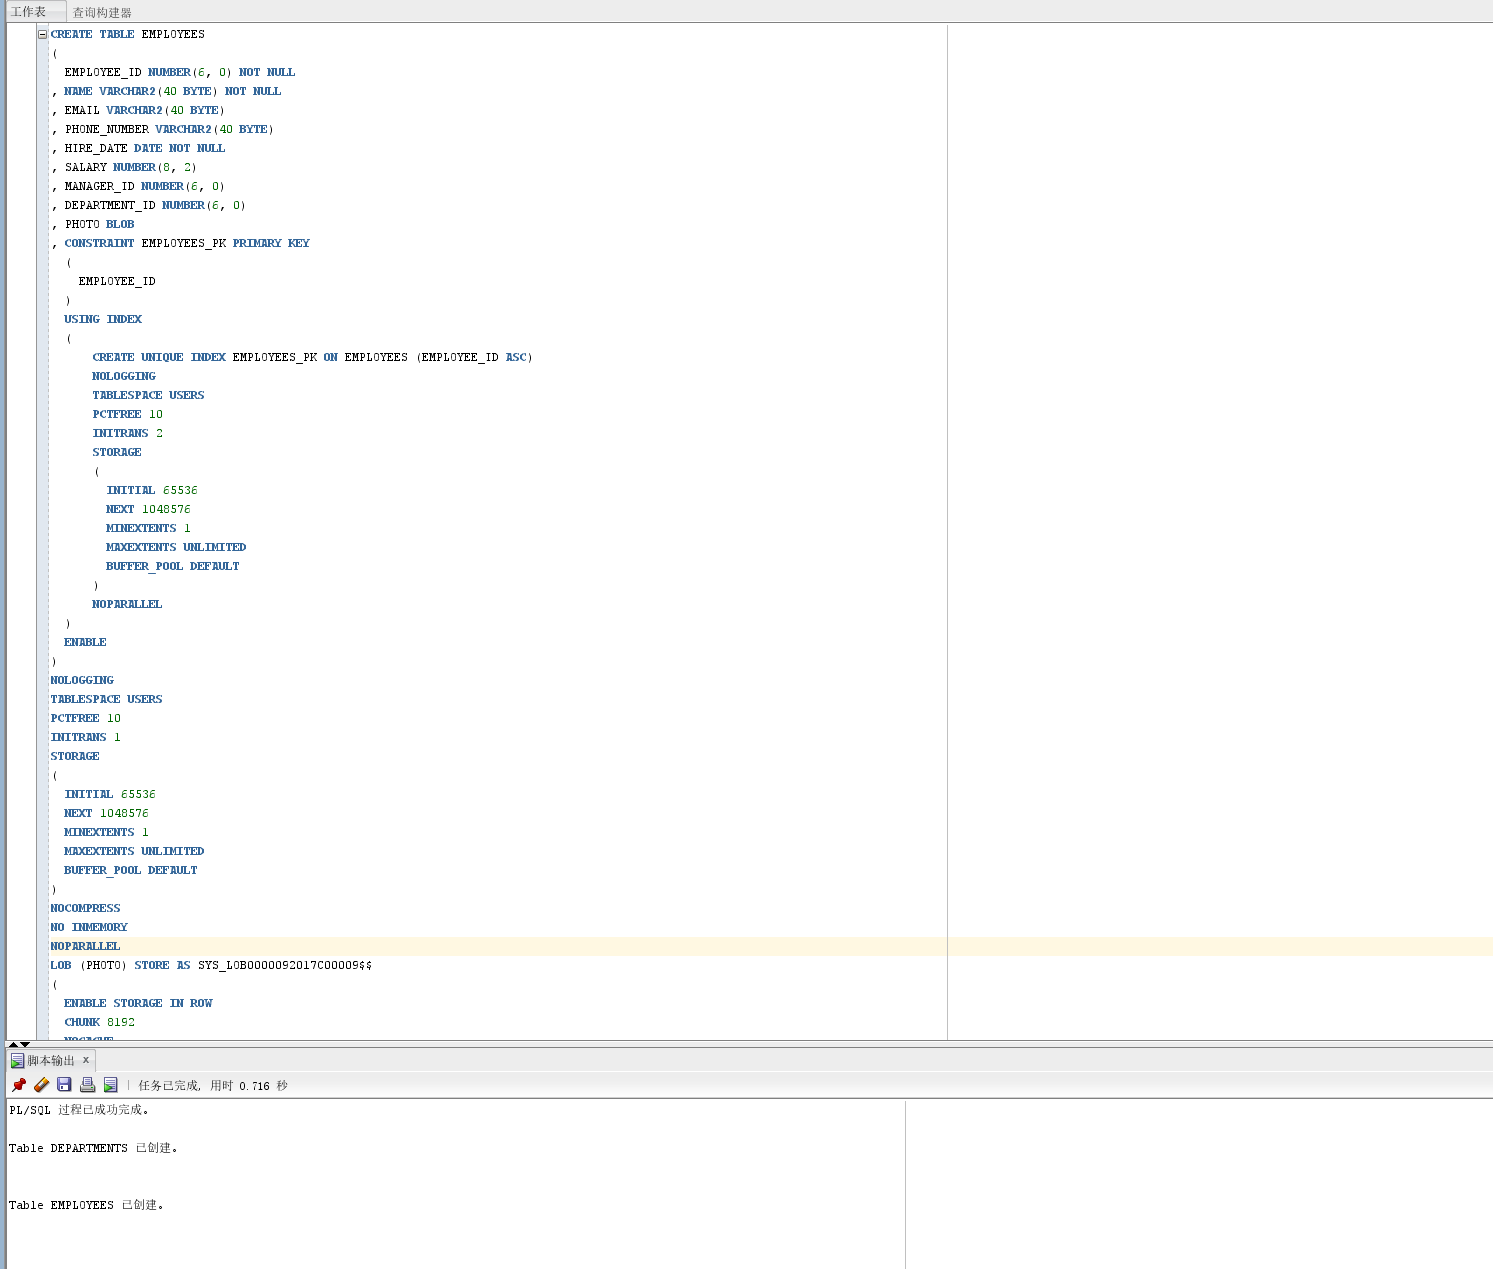 工作表 查询构建器
CREATE TABLE EMPLOYEES
(
EMPLOYEE_ID NUMBER(6, 0) NOT NULL
, NAME VARCHAR2(40 BYTE) NOT NULL
, EMAIL VARCHAR2(40 BYTE)
, PHONE_NUMBER VARCHAR2(40 BYTE)
, HIRE_DATE DATE NOT NULL
, SALARY NUMBER(8, 2)
, MANAGER_ID NUMBER(6, 0)
, DEPARTMENT_ID NUMBER(6, 0)
, PHOTO BLOB
, CONSTRAINT EMPLOYEES_PK PRIMARY KEY
(
EMPLOYEE_ID
)
USING INDEX
(
CREATE UNIQUE INDEX EMPLOYEES_PK ON EMPLOYEES (EMPLOYEE_ID ASC)
NOLOGGING
TABLESPACE USERS
PCTFREE 10
INITRANS 2
STORAGE
(
INITIAL 65536
NEXT 1048576
MINEXTENTS 1
MAXEXTENTS UNLIMITED
BUFFER_POOL DEFAULT
)
NOPARALLEL
)
ENABLE
)
NOLOGGING
TABLESPACE USERS
PCTFREE 10
INITRANS 1
STORAGE
(
INITIAL 65536
NEXT 1048576
MINEXTENTS 1
MAXEXTENTS UNLIMITED
BUFFER_POOL DEFAULT
)
NOCOMPRESS
NO INMEMORY
NOPARALLEL
LOB (PHOTO) STORE AS SYS_LOB0000092017C00009$$
(
ENABLE STORAGE IN ROW
CHUNK 8192
脚本输出 x
任务已完成, 用时 0.716 秒
PL/SQL 过程已成功完成。
Table DEPARTMENTS 已创建。
Table EMPLOYEES 已创建。